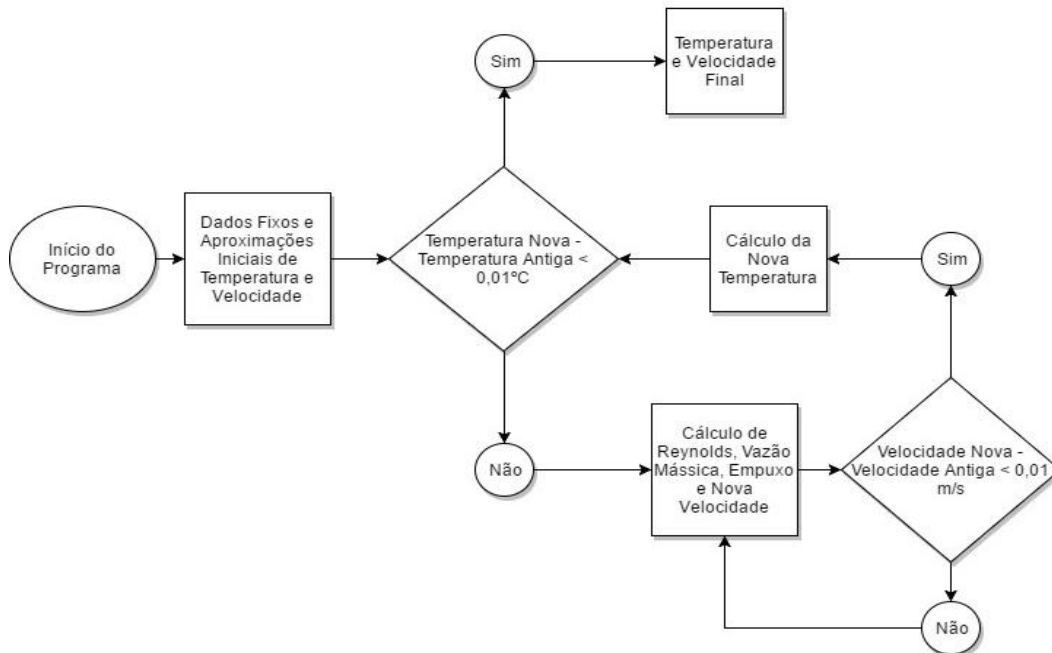 Início do
Programa
Dados Fixos e
Aproximações
Iniciais de
Temperatura e
Velocidade
Temperatura Nova -
Temperatura Antiga <
0,01ºC
Sim
Temperatura
e Velocidade
Final
Não
Cálculo de
Reynolds, Vazão
Mássica, Empuxo
e Nova
Velocidade
Velocidade Nova -
Velocidade Antiga < 0,01
m/s
Sim
Cálculo da
Nova
Temperatura
Não